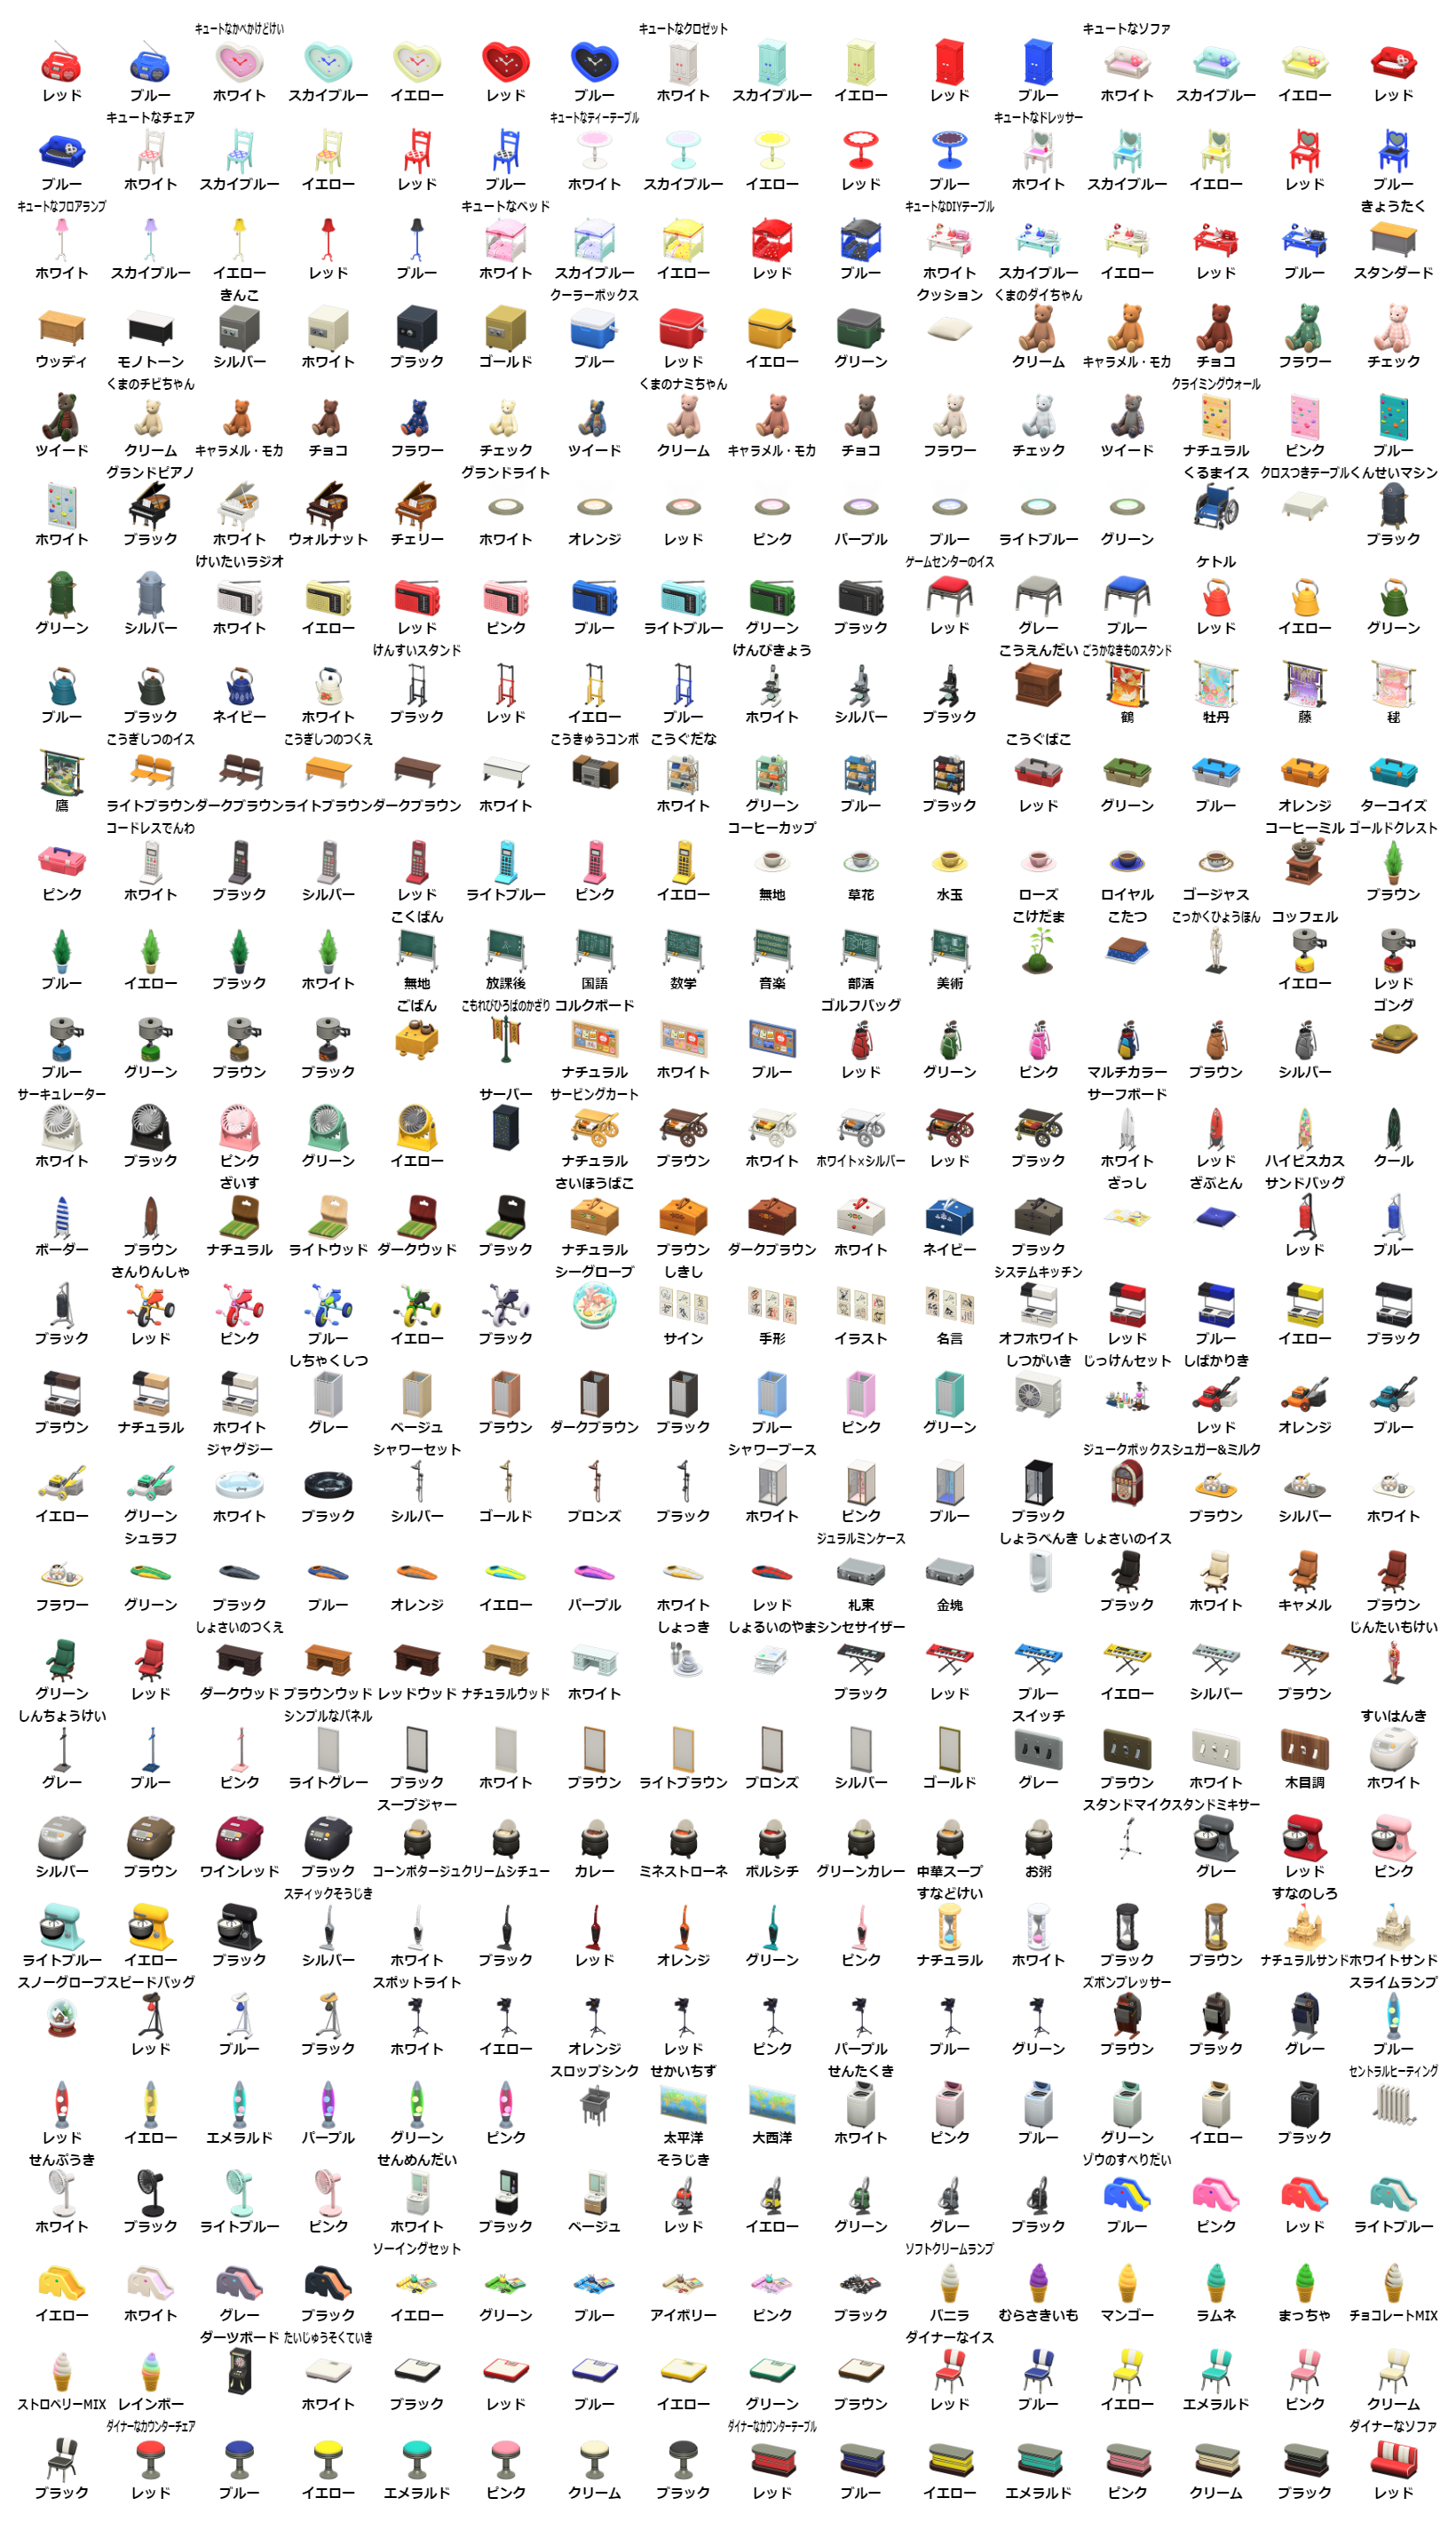 キュートなかべかけどけい キュートなクロゼット キュートなソファ
レッド ブルー ホワイト スカイブルー イエロー レッド ブルー ホワイト スカイブルー イエロー レッド ブルー ホワイト スカイブルー イエロー レッド
キュートなチェア キュートなティーテーブル キュートなドレッサー
ブルー ホワイト スカイブルー イエロー レッド ブルー ホワイト スカイブルー イエロー レッド ブルー ホワイト スカイブルー イエロー レッド ブルー
キュートなフロアランプ キュートなベッド キュートなDIYテーブル きょうたく
ホワイト スカイブルー イエロー レッド ブルー ホワイト スカイブルー イエロー レッド ブルー ホワイト スカイブルー イエロー レッド ブルー スタンダード
きんこ クーラーボックス クッション くまのダイちゃん
ウッディ モノトーン シルバー ホワイト ブラック ゴールド ブルー レッド イエロー グリーン クリーム キャラメル・モカ チョコ フラワー チェック
くまのチビちゃん くまのナミちゃん クライミングウォール
ツイード クリーム キャラメル・モカ チョコ フラワー チェック ツイード クリーム キャラメル・モカ チョコ フラワー チェック ツイード ナチュラル ピンク ブルー
グランドピアノ グランドライト くるまイス クロスつきテーブル くんせいマシン
ホワイト ブラック ホワイト ウォルナット チェリー ホワイト オレンジ レッド ピンク パープル ブルー ライトブルー グリーン ブラック
けいたいラジオ ゲームセンターのイス ケトル
グリーン シルバー ホワイト イエロー レッド ピンク ブルー ライトブルー グリーン ブラック レッド グレー ブルー レッド イエロー グリーン
けんすいスタンド けんびきょう こうえんだい ごうかなきものスタンド
ブルー ブラック ネイビー ホワイト ブラック レッド イエロー ブルー ホワイト シルバー ブラック 鶴 牡丹 藤 毬
こうぎしつのイス こうぎしつのつくえ こうきゅうコンポ こうぐだな こうぐばこ
鷹 ライトブラウン ダークブラウン ライトブラウン ダークブラウン ホワイト ホワイト グリーン ブルー ブラック レッド グリーン ブルー オレンジ ターコイズ
コードレスでんわ コーヒーカップ コーヒーミル ゴールドクレスト
ピンク ホワイト ブラック シルバー レッド ライトブルー ピンク イエロー 無地 草花 水玉 ローズ ロイヤル ゴージャス ブラウン
こくばん こけだま こたつ こっかくひょうほん コッフェル
ブルー イエロー ブラック ホワイト 無地 放課後 国語 数学 音楽 部活 美術 イエロー レッド
ごばん こもれびひろばのかざり コルクボード ゴルフバッグ ゴング
ブルー グリーン ブラウン ブラック ナチュラル ホワイト ブルー レッド グリーン ピンク マルチカラー ブラウン シルバー
サーキュレーター サーバー サービングカート サーフボード
ホワイト ブラック ピンク グリーン イエロー ナチュラル ブラウン ホワイト ホワイト×シルバー レッド ブラック ホワイト レッド ハイビスカス クール
ざいす さいほうばこ ざっし ざぶとん サンドバッグ
ボーダー ブラウン ナチュラル ライトウッド ダークウッド ブラック ナチュラル ブラウン ダークブラウン ホワイト ネイビー ブラック レッド ブルー
さんりんしゃ シーグローブ しきし システムキッチン
ブラック レッド ピンク ブルー イエロー ブラック サイン 手形 イラスト 名言 オフホワイト レッド ブルー イエロー ブラック
しちゃくしつ しつがいき じっけんセット しばかりき
ブラウン ナチュラル ホワイト グレー ベージュ ブラウン ダークブラウン ブラック ブルー ピンク グリーン レッド オレンジ ブルー
ジャグジー シャワーセット シャワーブース ジュークボックス シュガー&ミルク
イエロー グリーン ホワイト ブラック シルバー ゴールド ブロンズ ブラック ホワイト ピンク ブルー ブラック ブラウン シルバー ホワイト
シュラフ ジュラルミンケース しょうべんき しょさいのイス
フラワー グリーン ブラック ブルー オレンジ イエロー パープル ホワイト レッド 札束 金塊 ブラック ホワイト キャメル ブラウン
しょさいのつくえ しょっき しょるいのやま シンセサイザー じんたいもけい
グリーン レッド ダークウッド ブラウンウッド レッドウッド ナチュラルウッド ホワイト ブラック レッド ブルー イエロー シルバー ブラウン
しんちょうけい シンプルなパネル スイッチ すいはんき
グレー ブルー ピンク ライトグレー ブラック ホワイト ブラウン ライトブラウン ブロンズ シルバー ゴールド グレー ブラウン ホワイト 木目調 ホワイト
スープジャー スタンドマイク スタンドミキサー
シルバー ブラウン ワインレッド ブラック コーンポタージュ クリームシチュー カレー ミネストローネ ボルシチ グリーンカレー 中華スープ お粥 グレー レッド ピンク
スティックそうじき すなどけい すなのしろ
ライトブルー イエロー ブラック シルバー ホワイト ブラック レッド オレンジ グリーン ピンク ナチュラル ホワイト ブラック ブラウン ナチュラルサンド ホワイトサンド
スノーグローブ スピードバッグ スポットライト ズボンプレッサー スライムランプ
レッド ブルー ブラック ホワイト イエロー オレンジ レッド ピンク パープル ブルー グリーン ブラウン ブラック グレー ブルー
スロップシンク せかいちず せんたくき セントラルヒーティング
レッド イエロー エメラルド パープル グリーン ピンク 太平洋 大西洋 ホワイト ピンク ブルー グリーン イエロー ブラック
せんぷうき せんめんだい そうじき ゾウのすべりだい
ホワイト ブラック ライトブルー ピンク ホワイト ブラック ベージュ レッド イエロー グリーン グレー ブラック ブルー ピンク レッド ライトブルー
ソーイングセット ソフトクリームランプ
イエロー ホワイト グレー ブラック イエロー グリーン ブルー アイボリー ピンク ブラック バニラ むらさきいも マンゴー ラムネ まっちゃ チョコレートMIX
ダーツボード たいじゅうそくていき ダイナーなイス
ストロベリーMIX レインボー ホワイト ブラック レッド ブルー イエロー グリーン ブラウン レッド ブルー イエロー エメラルド ピンク クリーム
ダイナーなカウンターチェア ダイナーなカウンターテーブル ダイナーなソファ
ブラック レッド ブルー イエロー エメラルド ピンク クリーム ブラック レッド ブルー イエロー エメラルド ピンク クリーム ブラック レッド